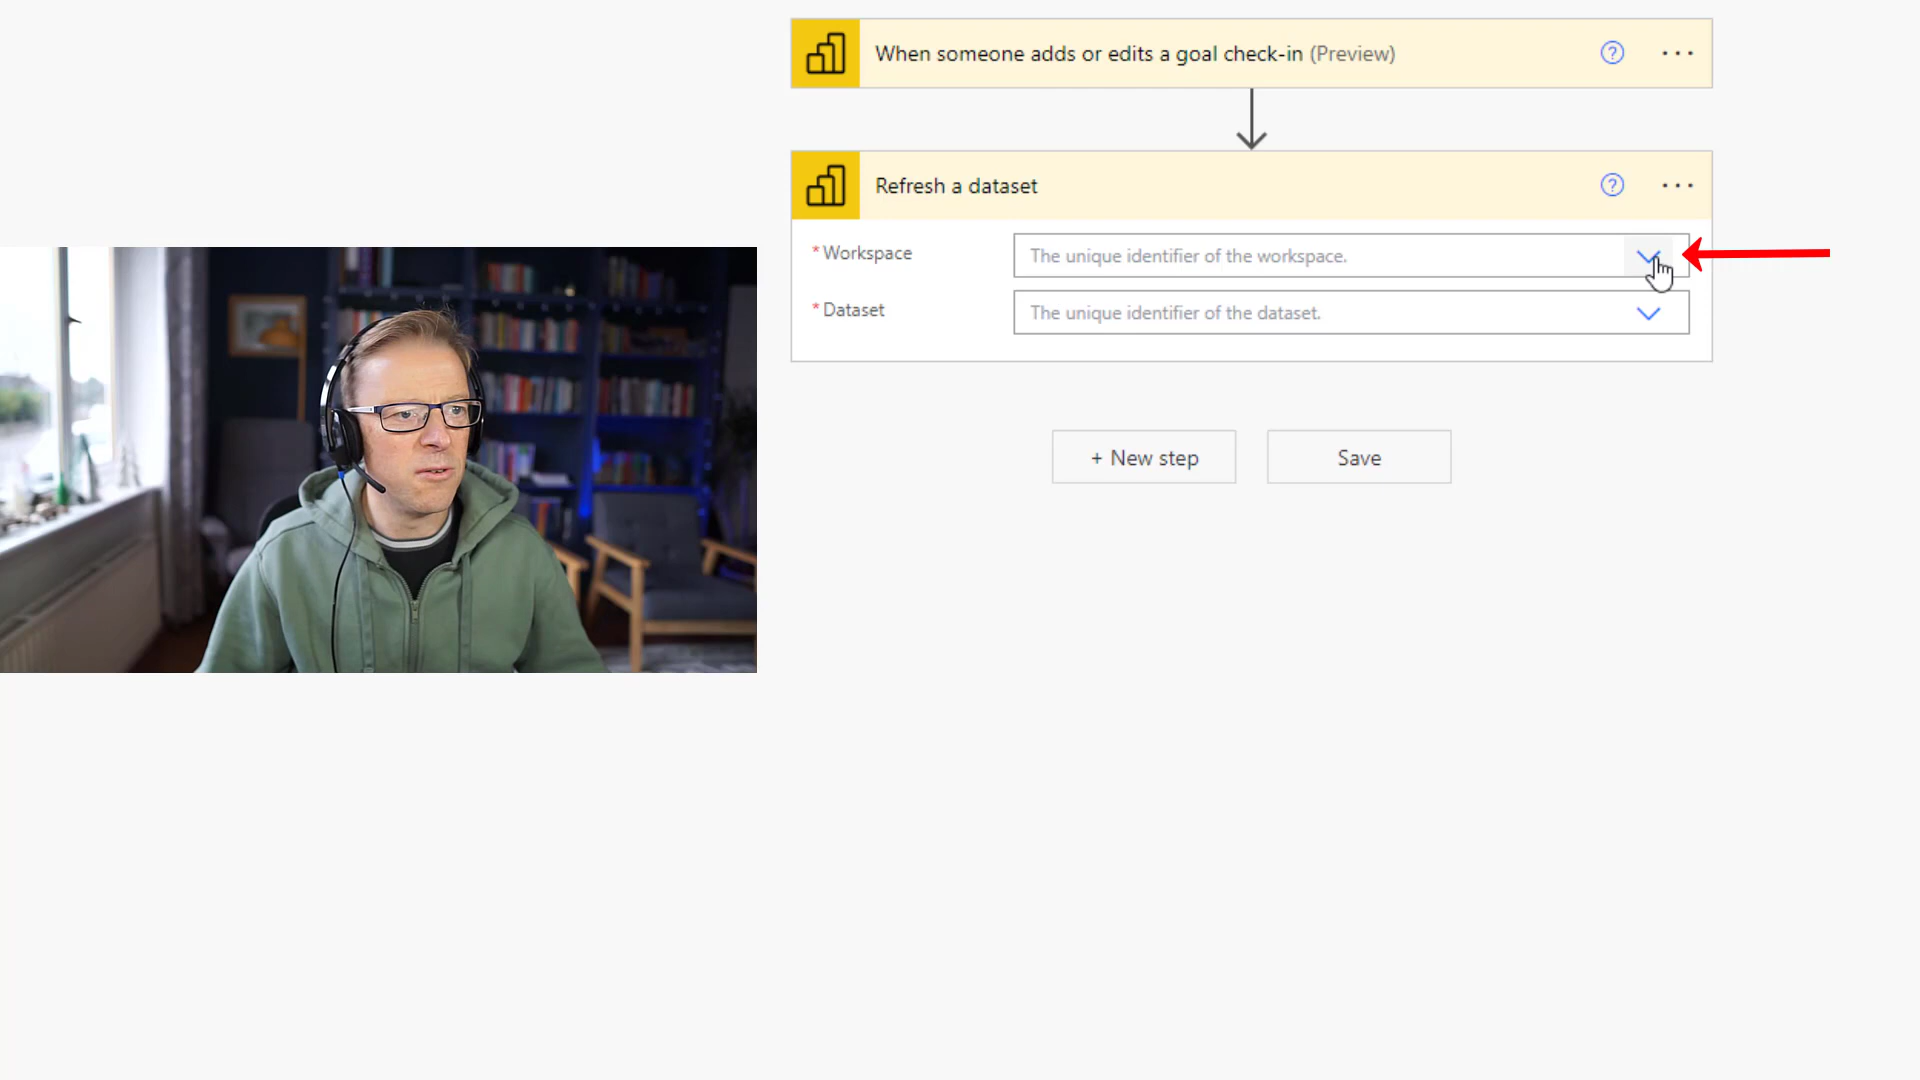 When someone adds or edits a goal check-in (Preview)
Refresh a dataset
*Workspace
The unique identifier of the workspace.
*Dataset
The unique identifier of the dataset.
+ New step
Save